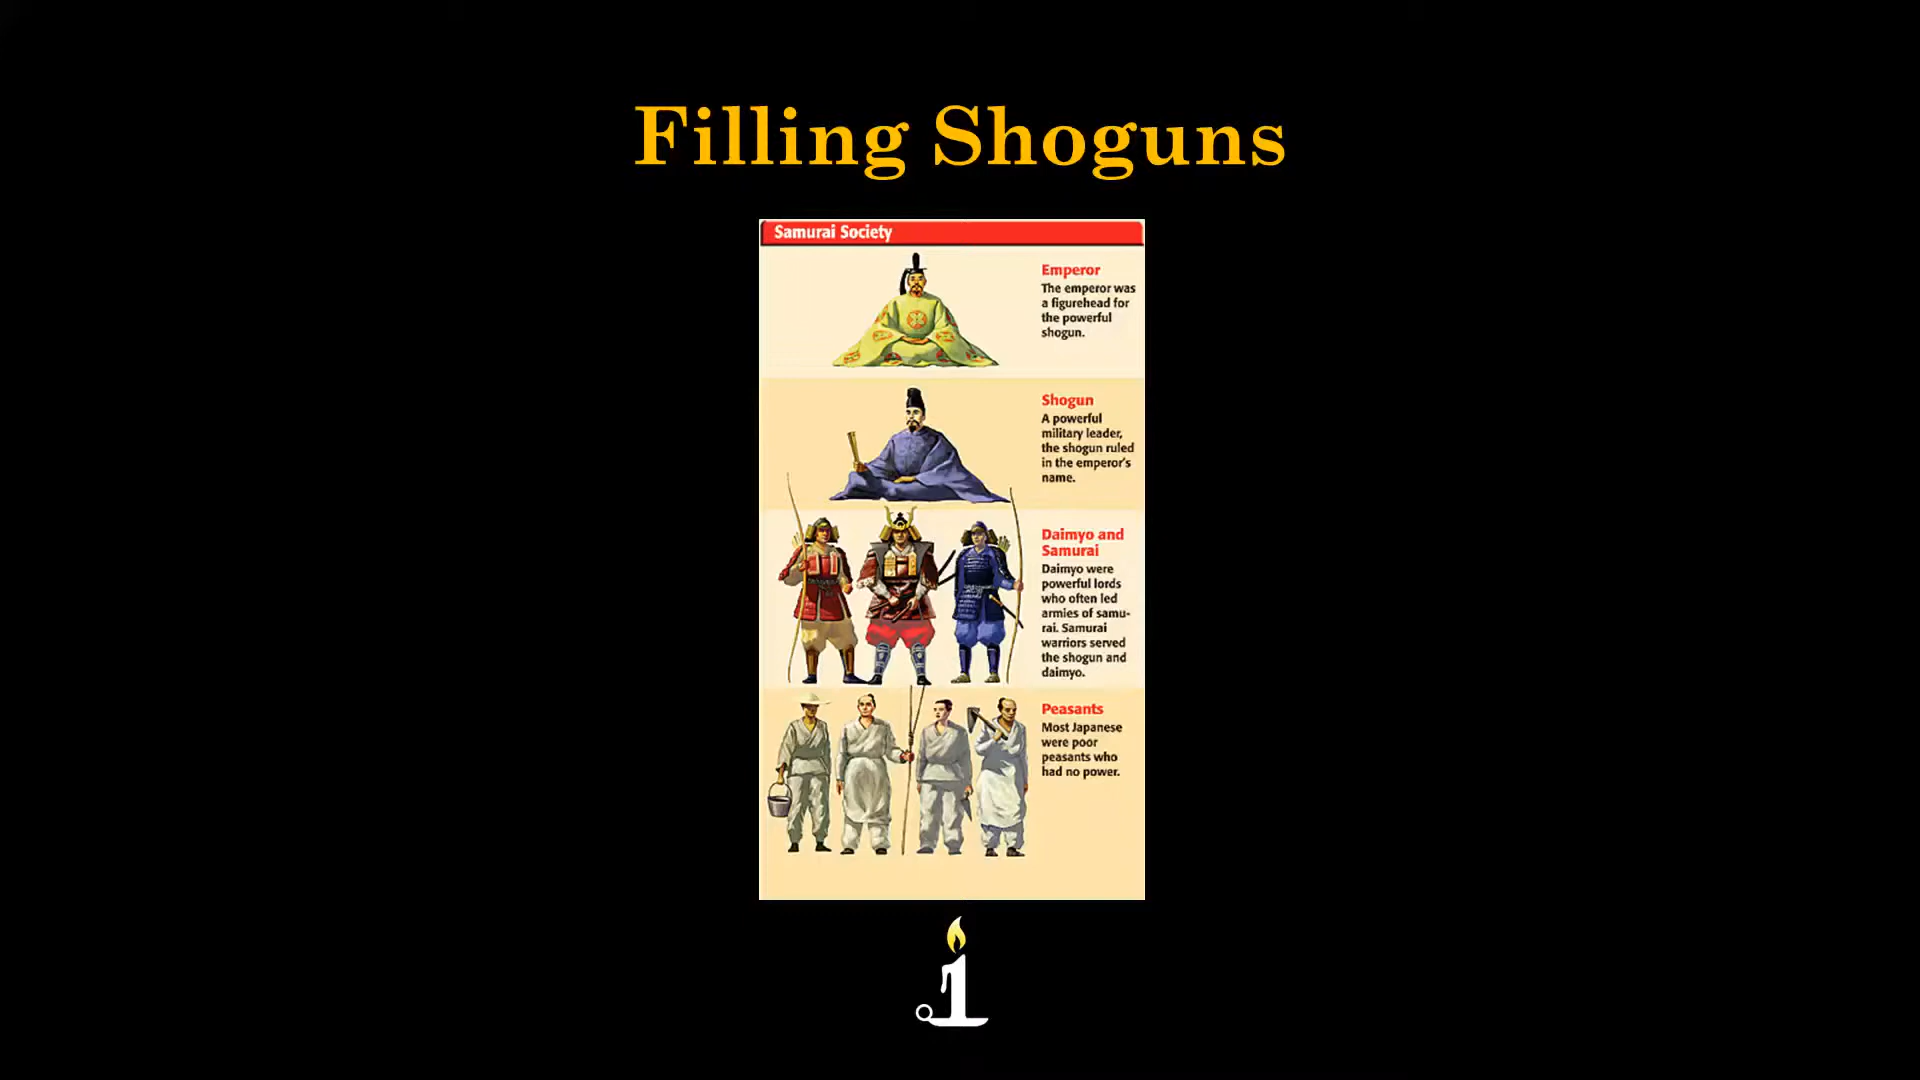 Filling Shoguns
Samurai Society
Emperor
The emperor was
a figurehead for
the powerful
shogun.
Shogun
A powerful
military leader,
the shogun ruled
in the emperor's
name.
Daimyo and
Samurai
Daimyo were
powerful lords
who often led
armies of samu-
rai. Samurai
warriors served
the shogun and
daimyo.
Peasants
Most Japanese
were poor
peasants who
had no power.